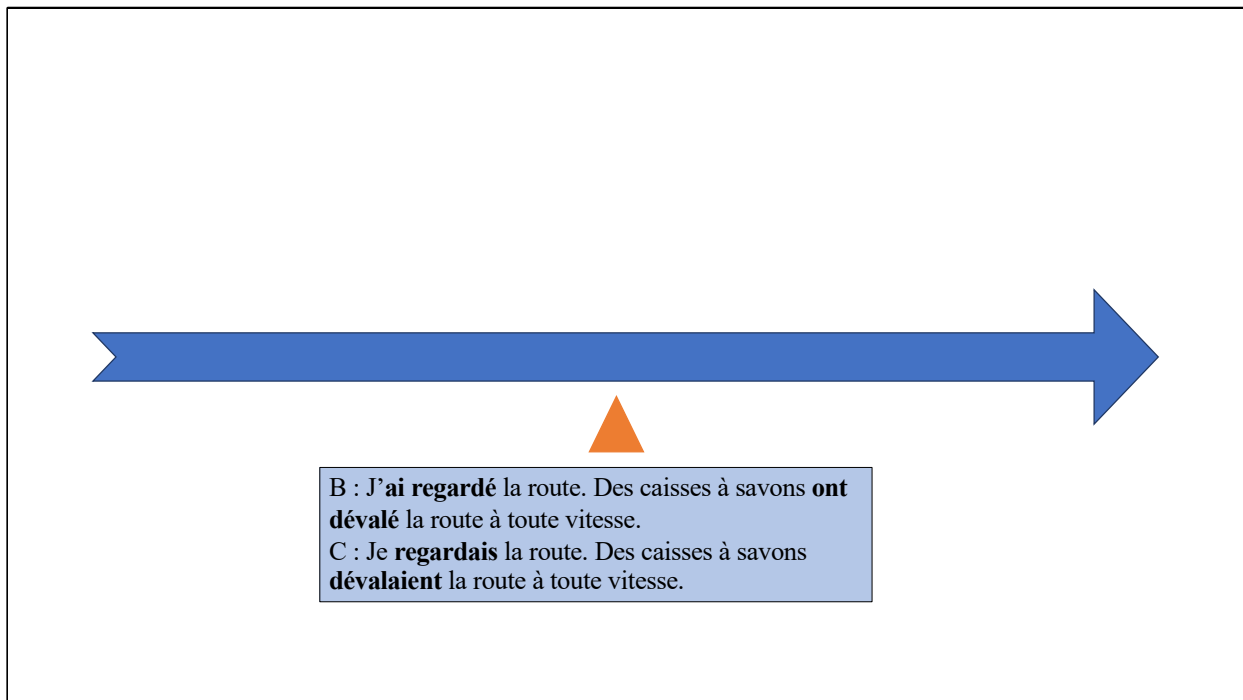 B : J’ai regardé la route. Des caisses à savons ont
dévalé la route à toute vitesse.
C : Je regardais la route. Des caisses à savons
dévalaient la route à toute vitesse.